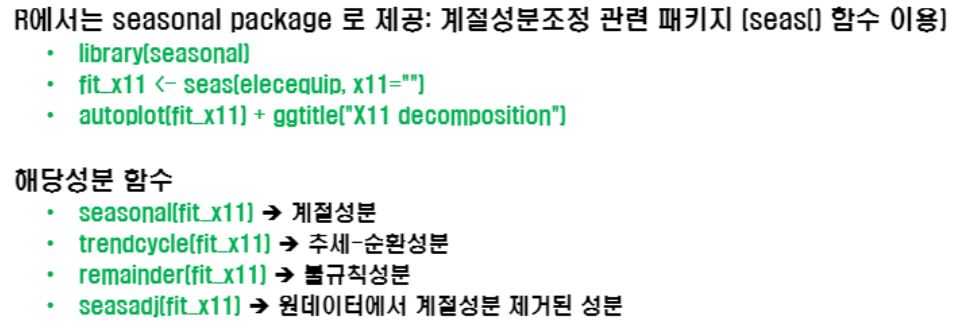 R에서는 seasonal package 로 제공: 계절성분조정 관련 패키지 (seas() 함수 이용)
• library(seasonal)
• fit_x11 <- seas(elecequip, x11="")
• autoplot(fit_x11) + ggtitle("X11 decomposition")
해당성분 함수
• seasonal(fit_x11) → 계절성분
• trendcycle(fit_x11) → 추세-순환성분
• remainder(fit_x11) → 불규칙성분
• seasadj(fit_x11) → 원데이터에서 계절성분 제거된 성분